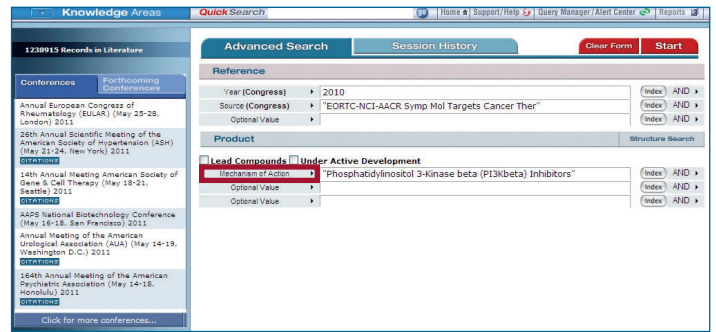 Knowledge Areas
Quick Search
GO
Home
Support/Help
Query Manager/Alert Center
Reports
1238915 Records in Literature
Advanced Search
Session History
Clear Form
Start
Conferences
Forthcoming
Conferences
Annual European Congress of
Rheumatology (EULAR) (May 25-28,
London) 2011
26th Annual Scientific Meeting of the
American Society of Hypertension (ASH)
(May 21-24, New York) 2011
CITATIONS
14th Annual Meeting American Society of
Gene & Cell Therapy (May 18-21,
Seattle) 2011
CITATIONS
AAPS National Biotechnology Conference
(May 16-18, San Francisco) 2011
Annual Meeting of the American
Urological Association (AUA) (May 14-19,
Washington D.C.) 2011
CITATIONS
164th Annual Meeting of the American
Psychiatric Association (May 14-18,
Honolulu) 2011
CITATIONS
Click for more conferences...
Reference
Year (Congress) 2010 Index AND
Source (Congress) "EORTC-NCI-AACR Symp Mol Targets Cancer Ther" Index AND
Optional Value Index AND
Product
Structure Search
Lead Compounds Under Active Development
Mechanism of Action "Phosphatidylinositol 3-Kinase beta (PI3Kbeta) Inhibitors" Index AND
Optional Value Index AND
Optional Value Index AND